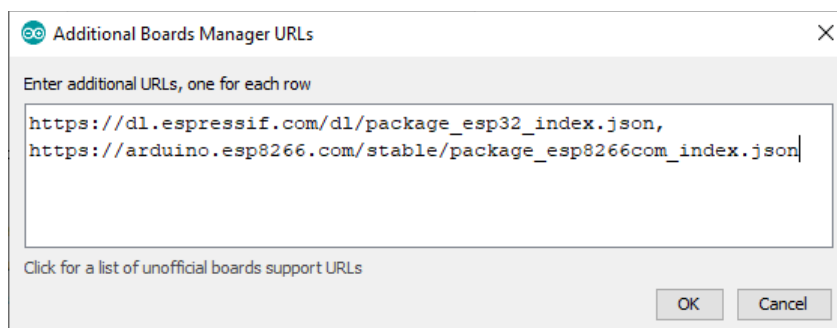 Additional Boards Manager URLs
Enter additional URLs, one for each row
https://dl.espressif.com/dl/package_esp32_index.json,
https://arduino.esp8266.com/stable/package_esp8266com_index.json
Click for a list of unofficial boards support URLs
OK Cancel